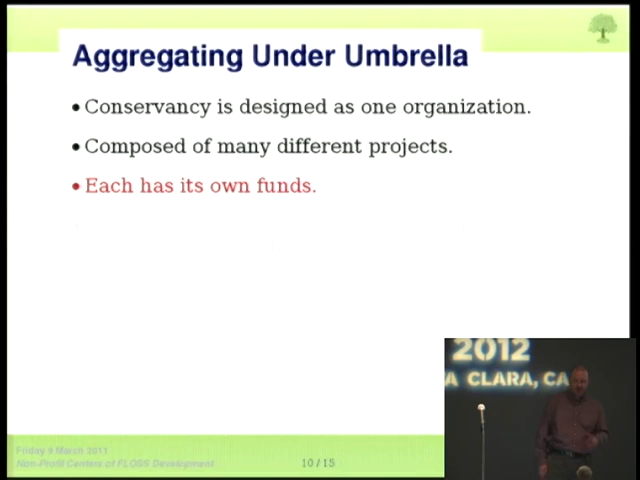 Aggregating Under Umbrella
Conservancy is designed as one organization.
Composed of many different projects.
Each has its own funds.
2012
A CLARA, CA
Friday 9 March 2011
Non-Profit Centers of FLOSS Development
10 / 15